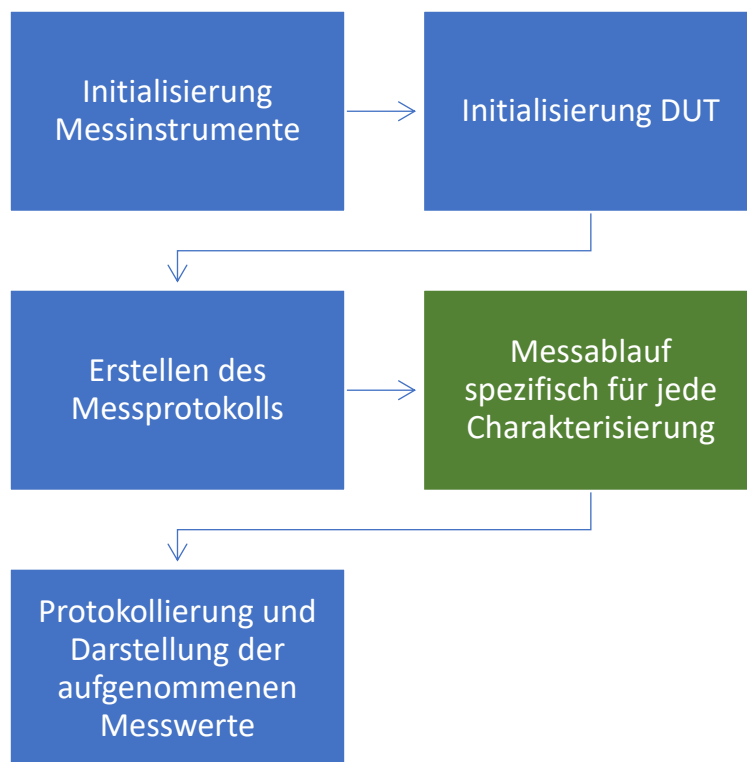 Initialisierung
Messinstrumente
Initialisierung DUT
Erstellen des
Messprotokolls
Messablauf
spezifisch für jede
Charakterisierung
Protokollierung und
Darstellung der
aufgenommenen
Messwerte